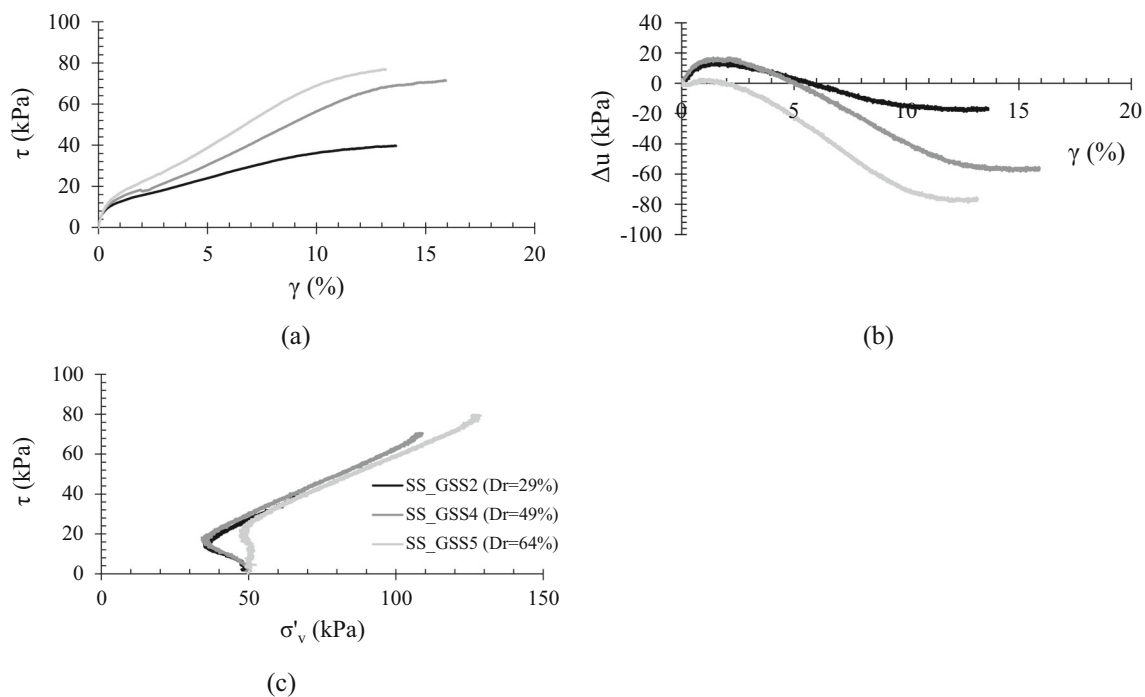 100
80
60
40
20
0
τ (kPa)
0 5 10 15 20
γ (%)
(a)
40
20
0
-20
-40
-60
-80
-100
Δu (kPa)
0 5 10 15 20
γ (%)
(b)
100
80
60
40
20
0
τ (kPa)
SS_GSS2 (Dr=29%)
SS_GSS4 (Dr=49%)
SS_GSS5 (Dr=64%)
0 50 100 150
σ'v (kPa)
(c)